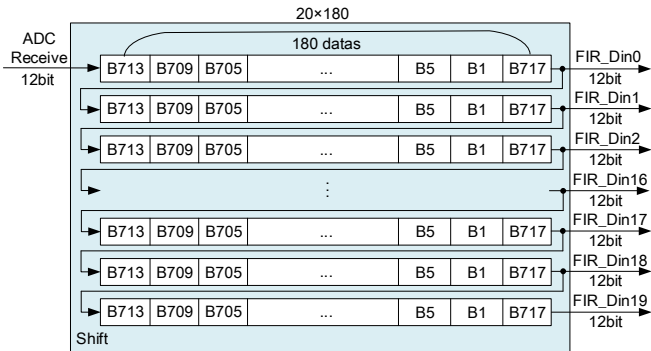 20×180
ADC
Receive
12bit
180 datas
B713 B709 B705 ... B5 B1 B717
FIR_Din0
12bit
B713 B709 B705 ... B5 B1 B717
FIR_Din1
12bit
B713 B709 B705 ... B5 B1 B717
FIR_Din2
12bit
⋮
FIR_Din16
12bit
B713 B709 B705 ... B5 B1 B717
FIR_Din17
12bit
B713 B709 B705 ... B5 B1 B717
FIR_Din18
12bit
B713 B709 B705 ... B5 B1 B717
FIR_Din19
12bit
Shift